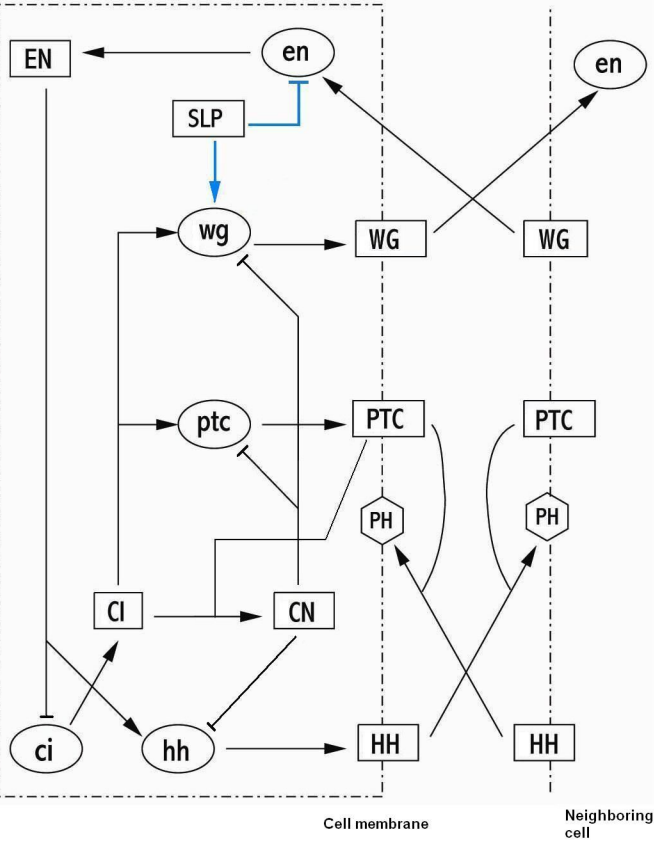 EN
en
en
SLP
wg
WG
WG
ptc
PTC
PTC
PH
PH
CI
CN
ci
hh
HH
HH
Cell membrane
Neighboring
cell